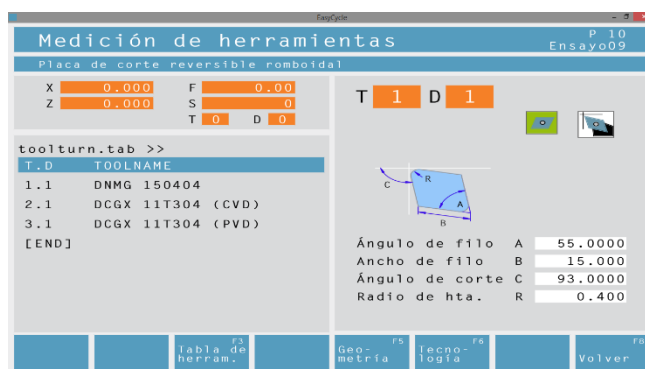 EasyCycle
Medición de herramientas
P 10
Ensayo09
Placa de corte reversible romboidal
X 0.000 F 0.00
Z 0.000 S 0
T 0 D 0
T 1 D 1
toolturn.tab >>
T.D TOOLNAME
1.1 DNMG 150404
2.1 DCGX 11T304 (CVD)
3.1 DCGX 11T304 (PVD)
[END]
C R A B
Ángulo de filo A 55.0000
Ancho de filo B 15.000
Ángulo de corte C 93.0000
Radio de hta. R 0.400
F3 F5 F6 F8
Tabla de Geo- Tecno-
herram. metría logía Volver